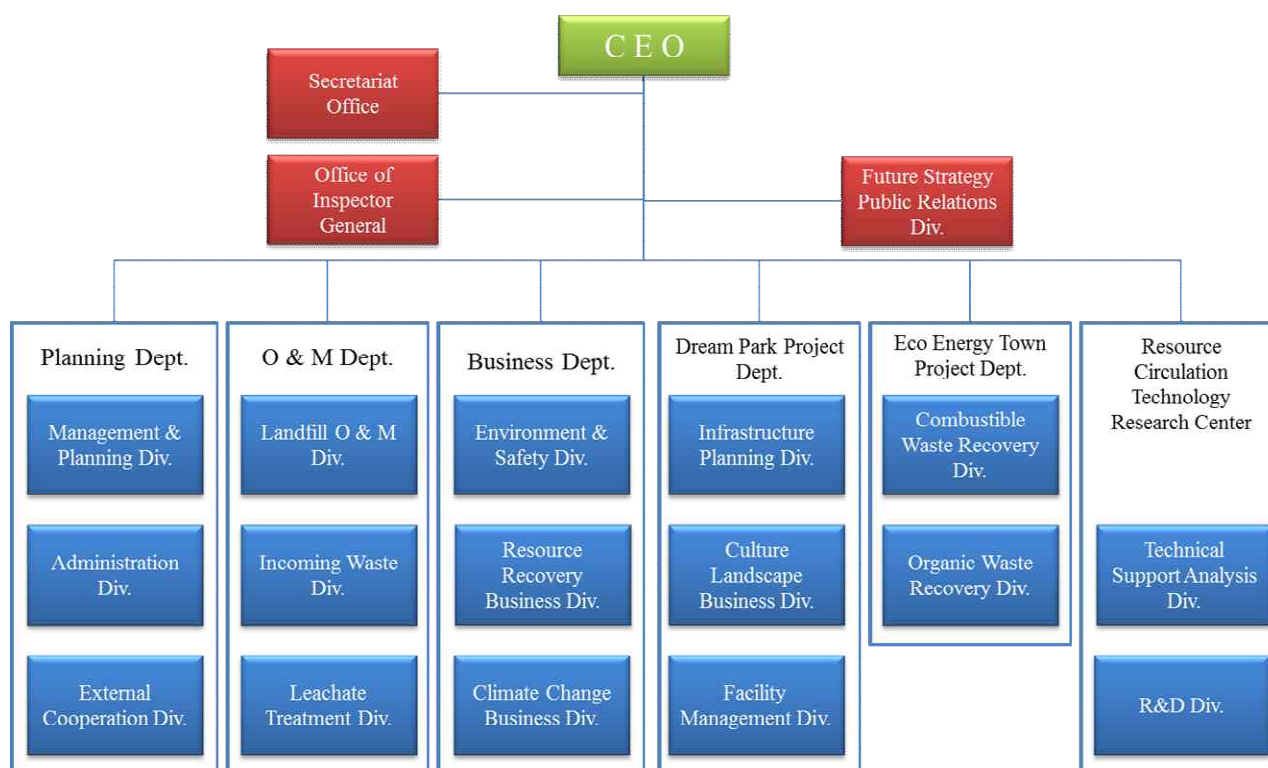 C E O
Secretariat
Office
Office of
Inspector
General
Future Strategy
Public Relations
Div.
Planning Dept.
Management &
Planning Div.
Administration
Div.
External
Cooperation Div.
O & M Dept.
Landfill O & M
Div.
Incoming Waste
Div.
Leachate
Treatment Div.
Business Dept.
Environment &
Safety Div.
Resource
Recovery
Business Div.
Climate Change
Business Div.
Dream Park Project
Dept.
Infrastructure
Planning Div.
Culture
Landscape
Business Div.
Facility
Management Div.
Eco Energy Town
Project Dept.
Combustible
Waste Recovery
Div.
Organic Waste
Recovery Div.
Resource
Circulation
Technology
Research Center
Technical
Support Analysis
Div.
R&D Div.